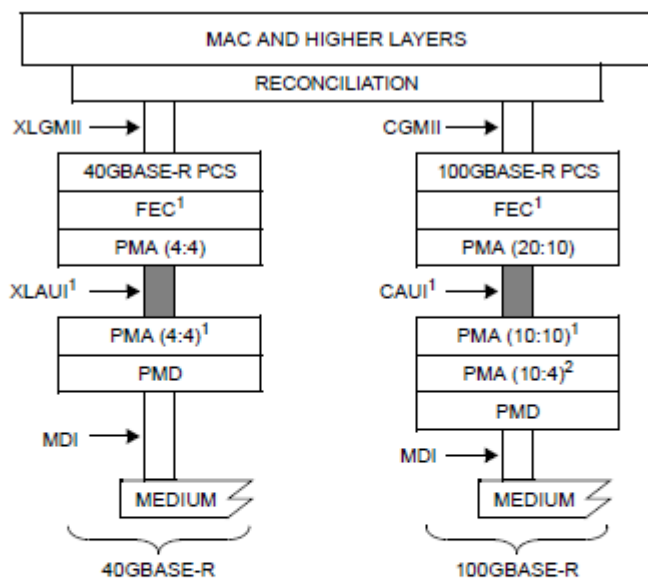 MAC AND HIGHER LAYERS
RECONCILIATION
XLGMII
CGMII
40GBASE-R PCS
100GBASE-R PCS
FEC¹
FEC¹
PMA (4:4)
PMA (20:10)
XLAUI¹
CAUI¹
PMA (4:4)¹
PMA (10:10)¹
PMD
PMA (10:4)²
PMD
MDI
MDI
MEDIUM
MEDIUM
40GBASE-R
100GBASE-R